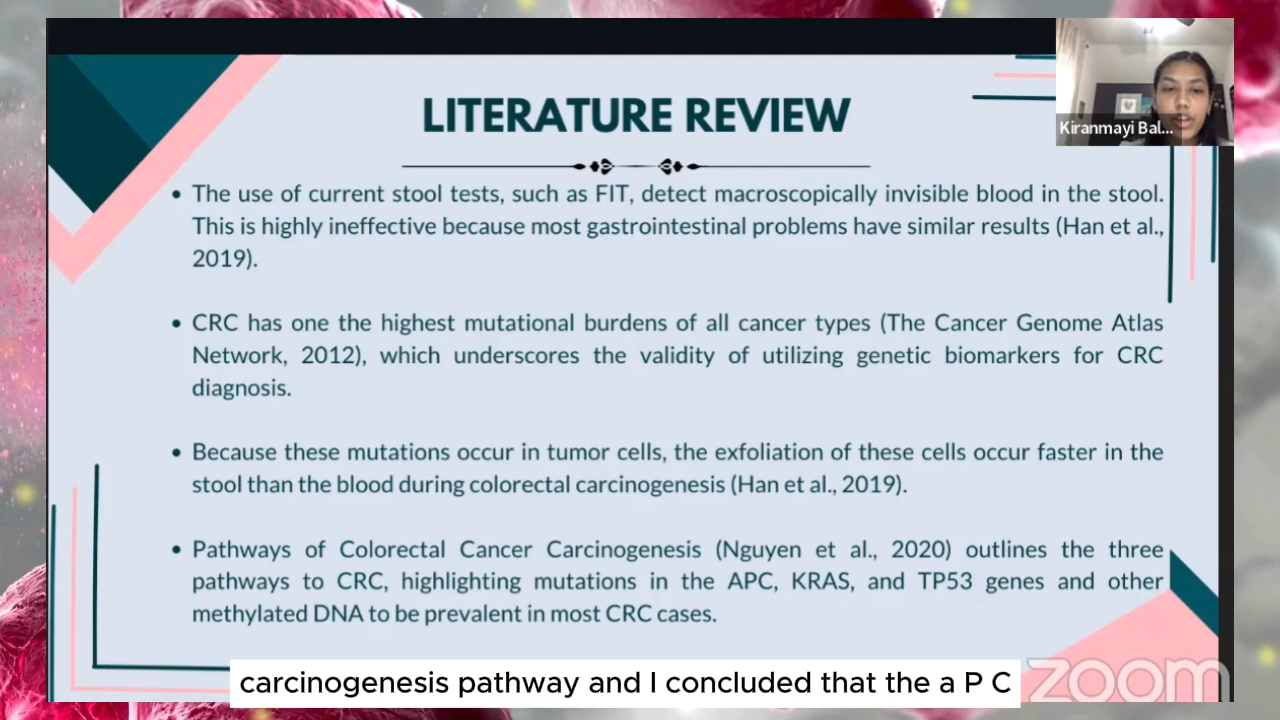 LITERATURE REVIEW
Kiranmayi Bal...
• The use of current stool tests, such as FIT, detect macroscopically invisible blood in the stool.
This is highly ineffective because most gastrointestinal problems have similar results (Han et al.,
2019).
• CRC has one the highest mutational burdens of all cancer types (The Cancer Genome Atlas
Network, 2012), which underscores the validity of utilizing genetic biomarkers for CRC
diagnosis.
• Because these mutations occur in tumor cells, the exfoliation of these cells occur faster in the
stool than the blood during colorectal carcinogenesis (Han et al., 2019).
• Pathways of Colorectal Cancer Carcinogenesis (Nguyen et al., 2020) outlines the three
pathways to CRC, highlighting mutations in the APC, KRAS, and TP53 genes and other
methylated DNA to be prevalent in most CRC cases.
carcinogenesis pathway and I concluded that the a P C
zoom